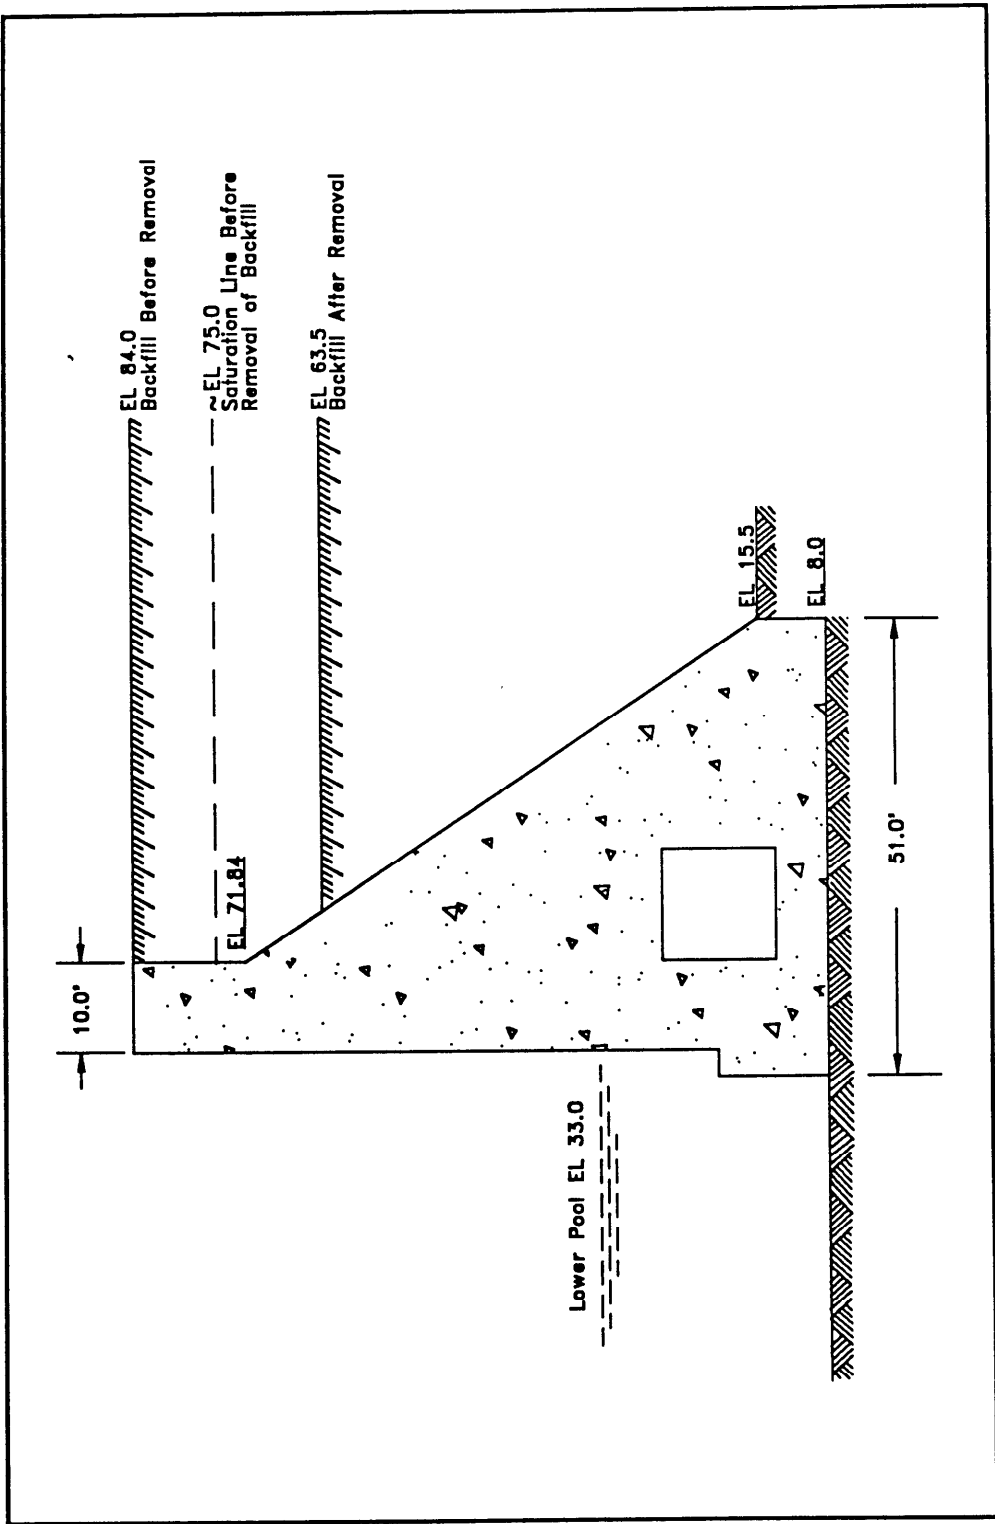 10.0'
EL 84.0
Backfill Before Removal
~EL 75.0
Saturation Line Before
Removal of Backfill
EL 71.84
EL 63.5
Backfill After Removal
Lower Pool EL 33.0
EL 15.5
EL 8.0
51.0'